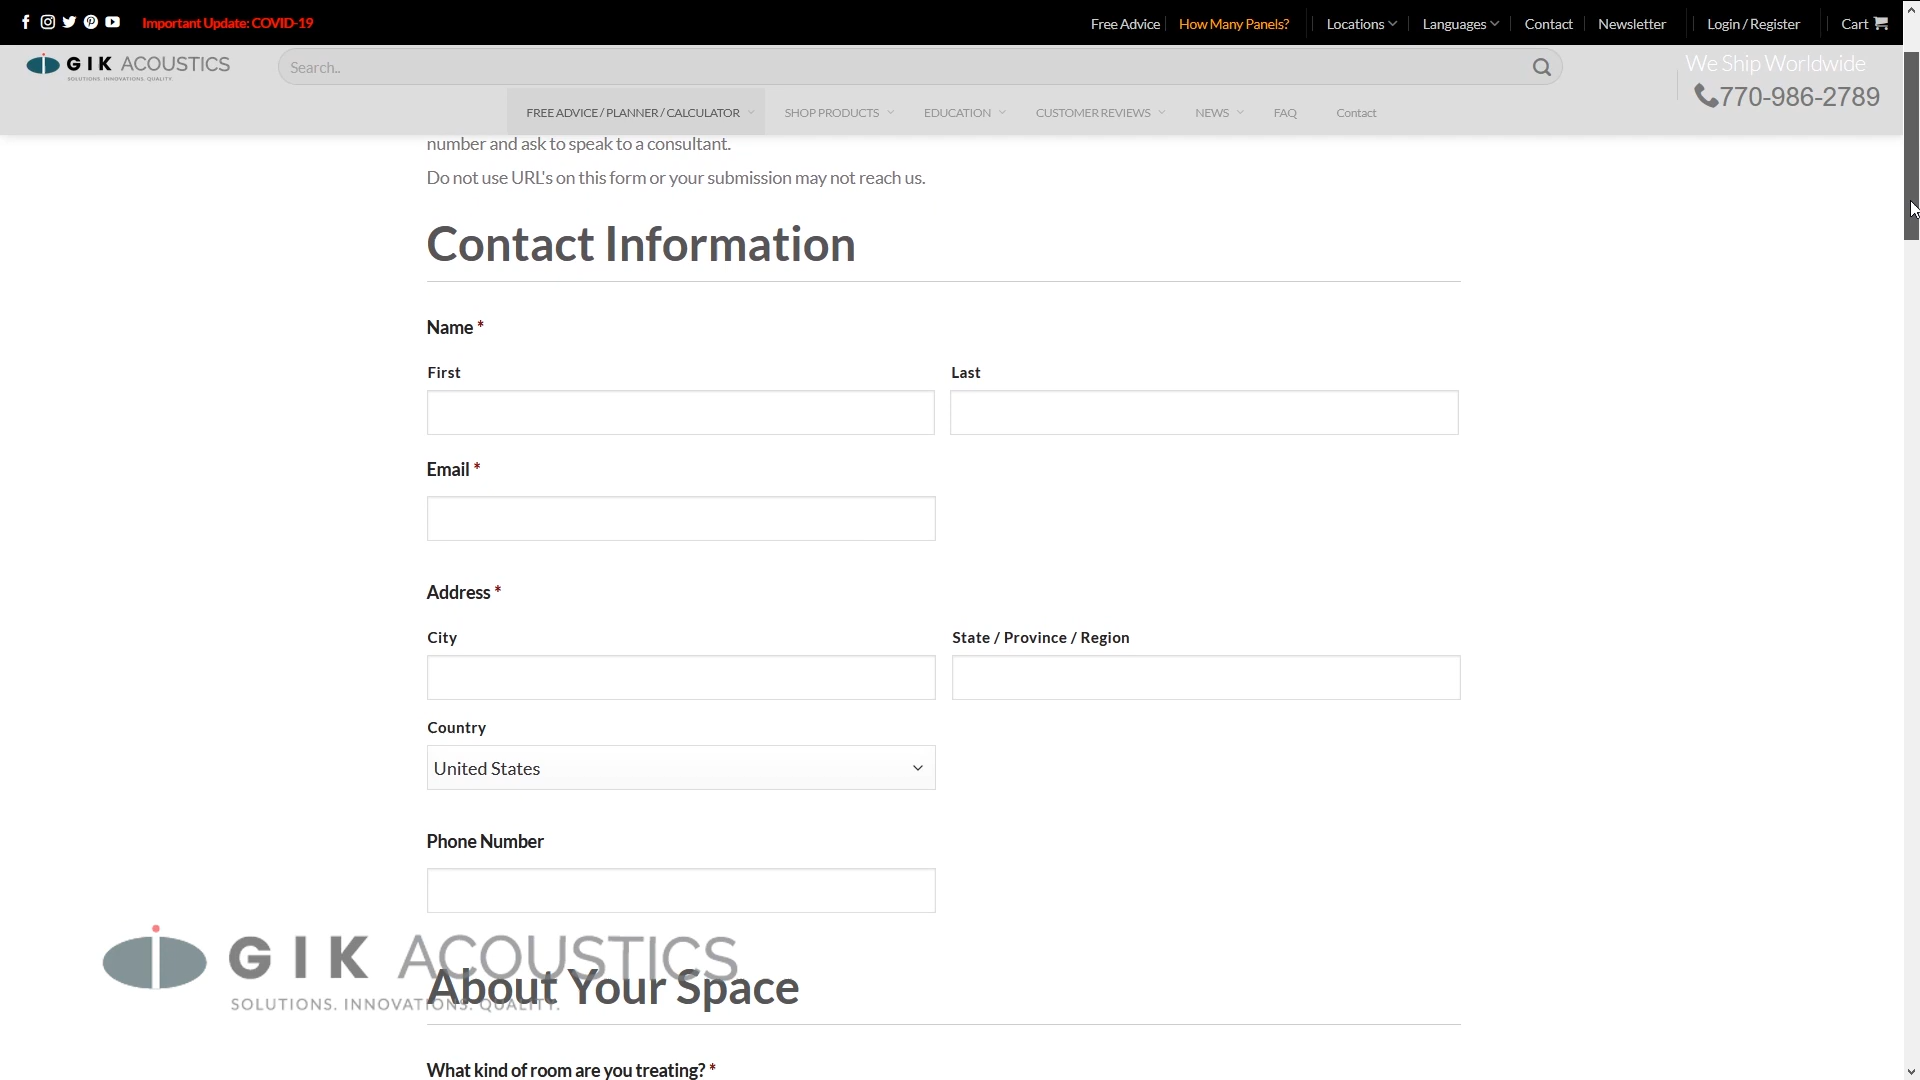 Important Update: COVID-19
Free Advice
How Many Panels?
Locations
Languages
Contact
Newsletter
Login / Register
Cart
GIK ACOUSTICS
SOLUTIONS. INNOVATIONS. QUALITY.
Search..
We Ship Worldwide
770-986-2789
FREE ADVICE / PLANNER / CALCULATOR
SHOP PRODUCTS
EDUCATION
CUSTOMER REVIEWS
NEWS
FAQ
Contact
number and ask to speak to a consultant.
Do not use URL's on this form or your submission may not reach us.
Contact Information
Name *
First
Last
Email *
Address *
City
State / Province / Region
Country
United States
Phone Number
GIK ACOUSTICS
SOLUTIONS. INNOVATIONS. QUALITY.
About Your Space
What kind of room are you treating? *